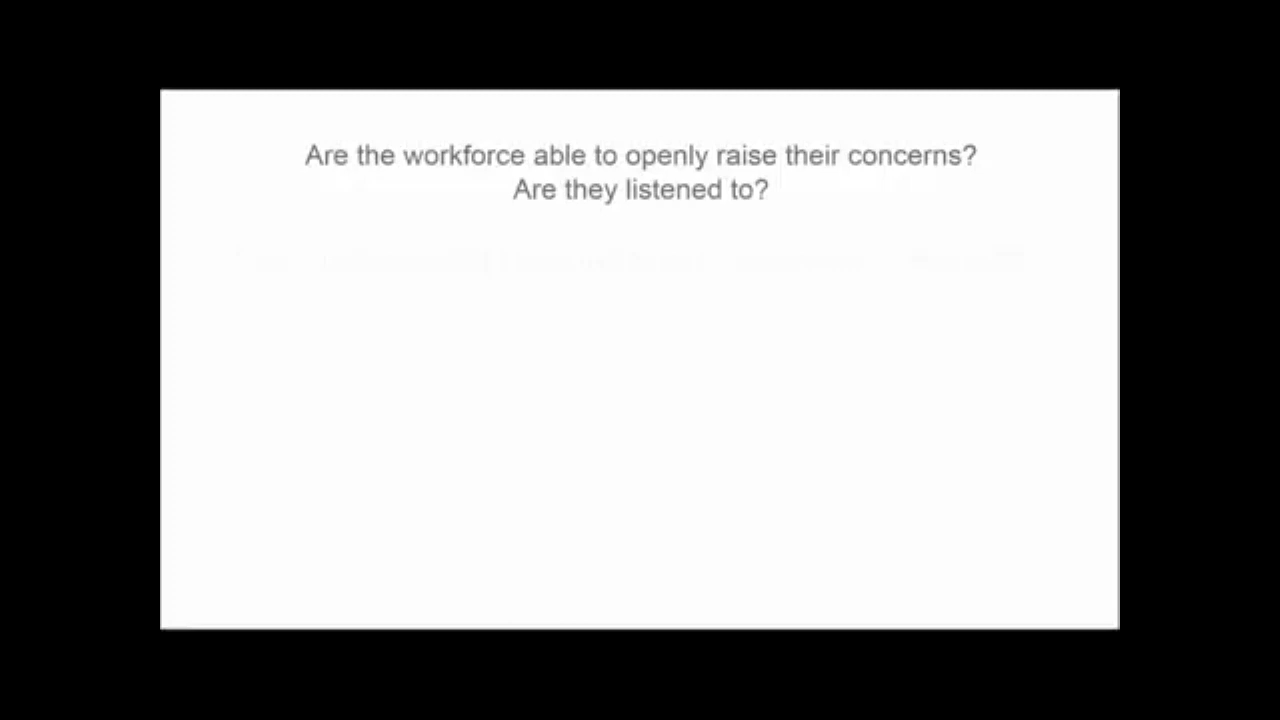 Are the workforce able to openly raise their concerns?
Are they listened to?